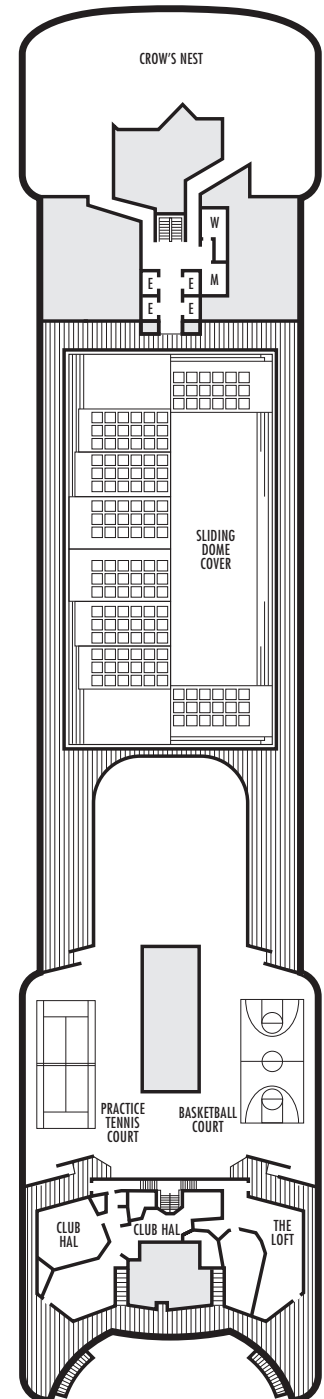 CROW'S NEST
W
M
E E
E E
SLIDING
DOME
COVER
PRACTICE
TENNIS
COURT
BASKETBALL
COURT
CLUB
HAL
CLUB HAL
THE
LOFT